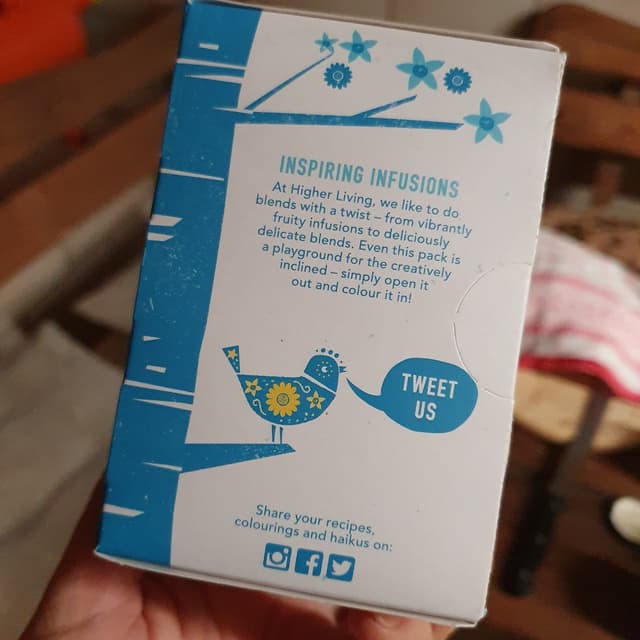 INSPIRING INFUSIONS
At Higher Living, we like to do
blends with a twist – from vibrantly
fruity infusions to deliciously
delicate blends. Even this pack is
a playground for the creatively
inclined – simply open it
out and colour it in!
TWEET
US
Share your recipes,
colourings and haikus on: